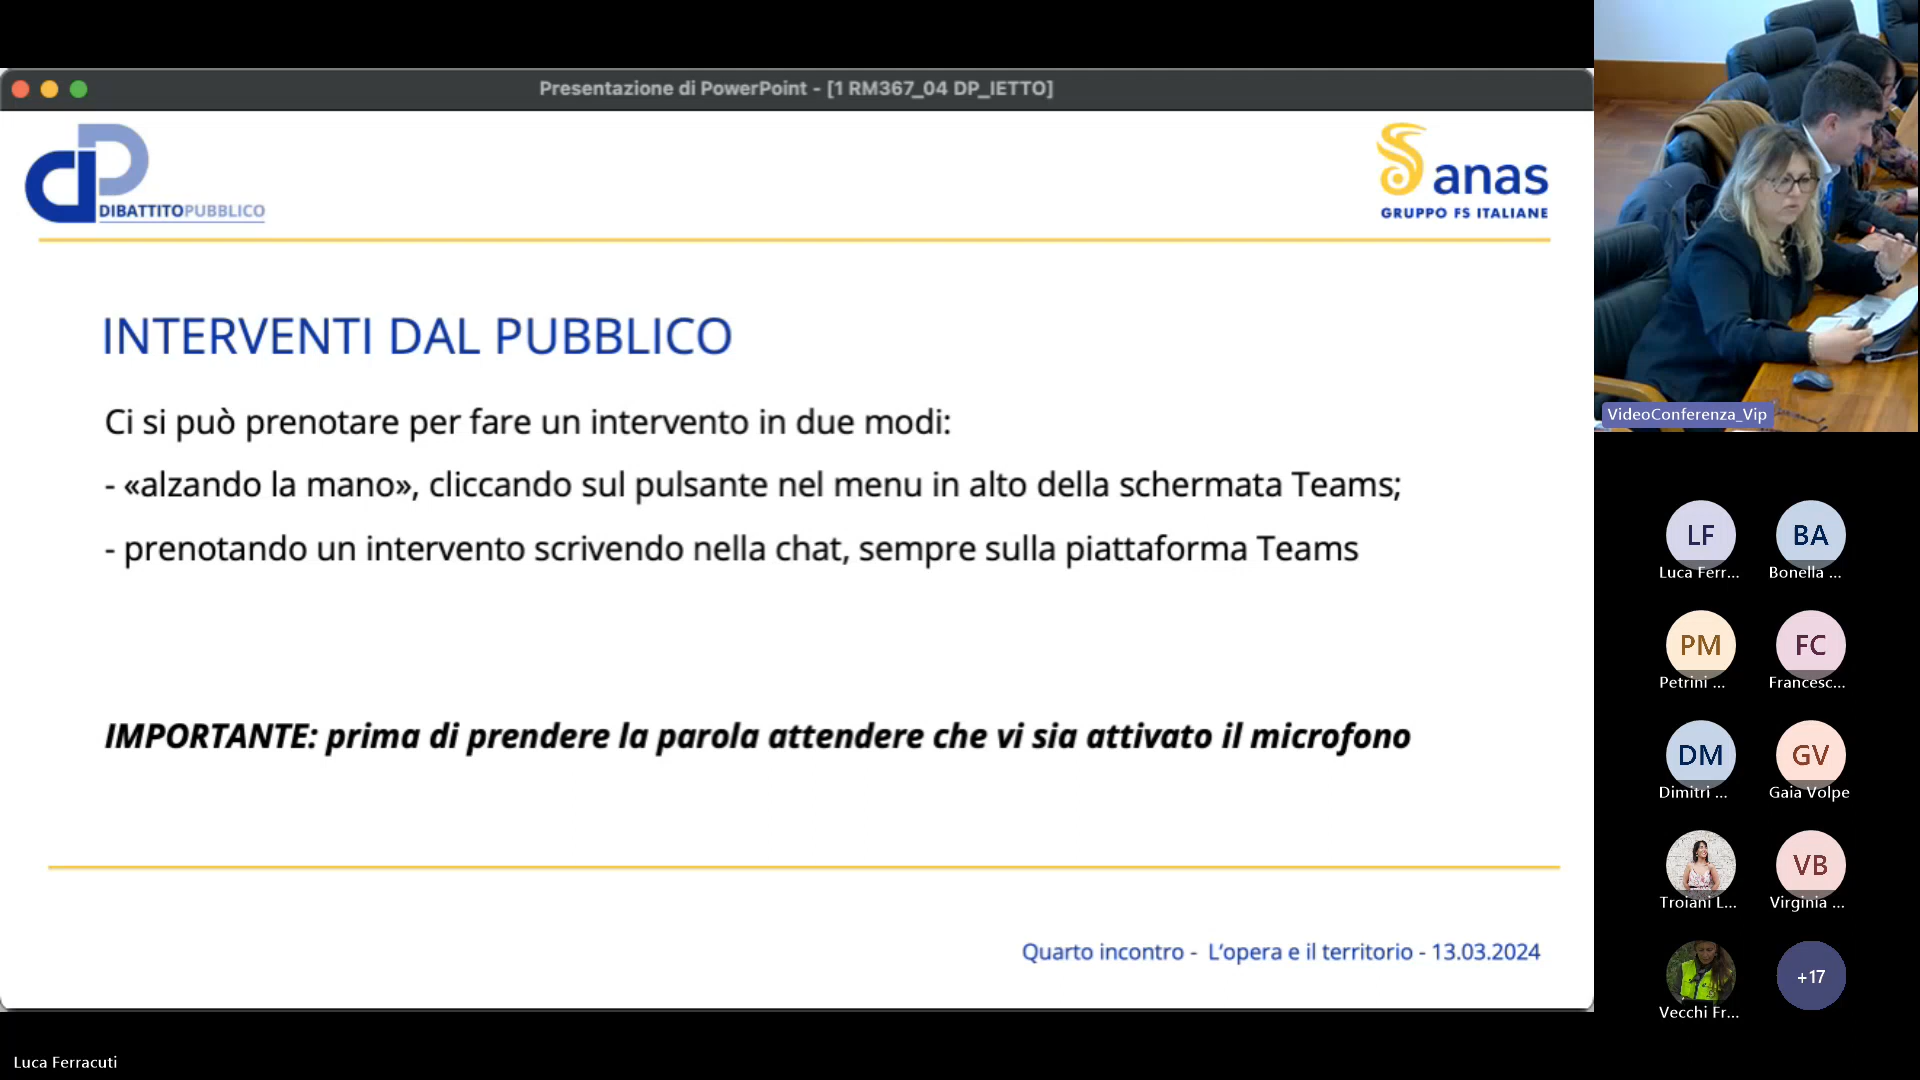 Presentazione di PowerPoint - [1 RM367_04 DP_IETTO]
DIBATTITOPUBBLICO
anas
GRUPPO FS ITALIANE
INTERVENTI DAL PUBBLICO
Ci si può prenotare per fare un intervento in due modi:
- «alzando la mano», cliccando sul pulsante nel menu in alto della schermata Teams;
- prenotando un intervento scrivendo nella chat, sempre sulla piattaforma Teams
IMPORTANTE: prima di prendere la parola attendere che vi sia attivato il microfono
Quarto incontro - L'opera e il territorio - 13.03.2024
Luca Ferracuti
VideoConferenza_Vip
LF
Luca Ferr...
BA
Bonella ...
PM
Petrini ...
FC
Francesc...
DM
Dimitri ...
GV
Gaia Volpe
Troiani L...
VB
Virginia ...
Vecchi Fr...
+17